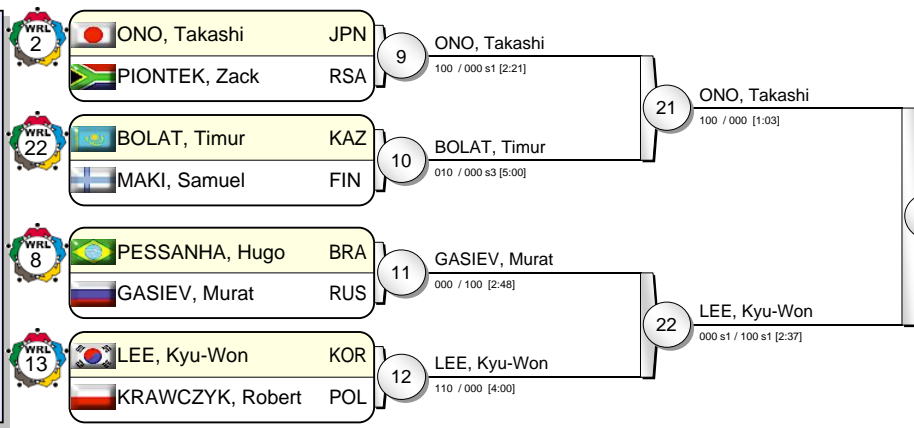 WRL
2
ONO, Takashi JPN
PIONTEK, Zack RSA
9
ONO, Takashi
100 / 000 s1 [2:21]
WRL
22
BOLAT, Timur KAZ
MAKI, Samuel FIN
10
BOLAT, Timur
010 / 000 s3 [5:00]
21
ONO, Takashi
100 / 000 [1:03]
WRL
8
PESSANHA, Hugo BRA
GASIEV, Murat RUS
11
GASIEV, Murat
000 / 100 [2:48]
WRL
13
LEE, Kyu-Won KOR
KRAWCZYK, Robert POL
12
LEE, Kyu-Won
110 / 000 [4:00]
22
LEE, Kyu-Won
000 s1 / 100 s1 [2:37]